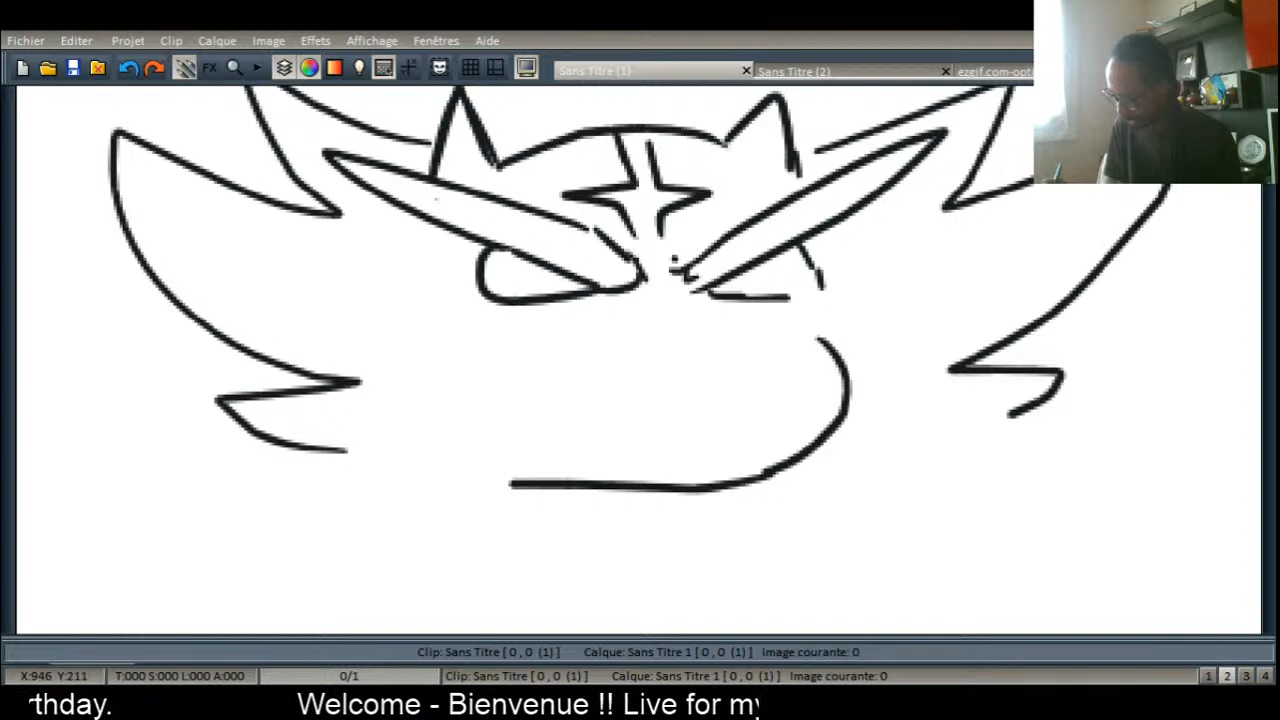 Fichier Editer Projet Clip Calque Image Effets Affichage Fenêtres Aide
FX Sans Titre (1) Sans Titre (2) ezgif.com-opti
Clip: Sans Titre [ 0 , 0 (1) ] Calque: Sans Titre 1 [ 0 , 0 (1) ] Image courante: 0
X:946 Y:211 T:000 S:000 L:000 A:000 0/1 Clip: Sans Titre [ 0 , 0 (1) ] Calque: Sans Titre 1 [ 0 , 0 (1) ] Image courante: 0 1 2 3 4
rthday. Welcome - Bienvenue !! Live for my